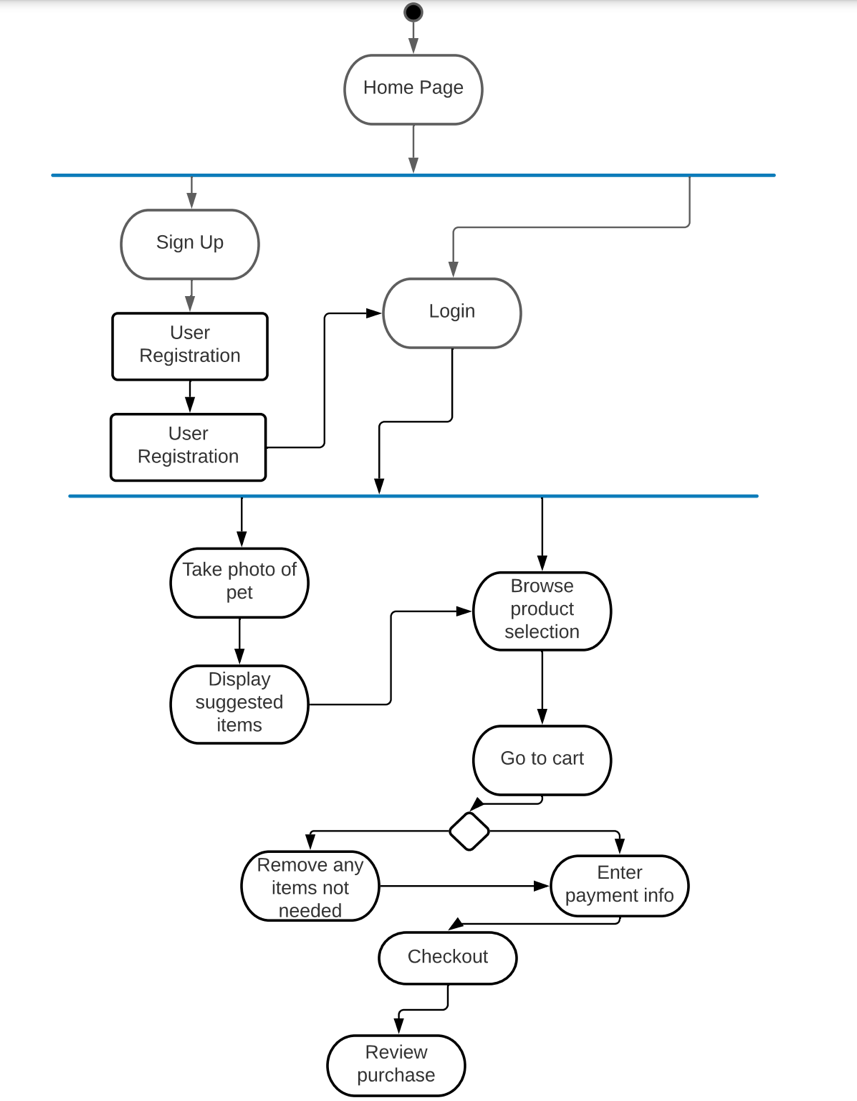 Home Page
Sign Up
Login
User
Registration
User
Registration
Take photo of
pet
Browse
product
selection
Display
suggested
items
Go to cart
Remove any
items not
needed
Enter
payment info
Checkout
Review
purchase